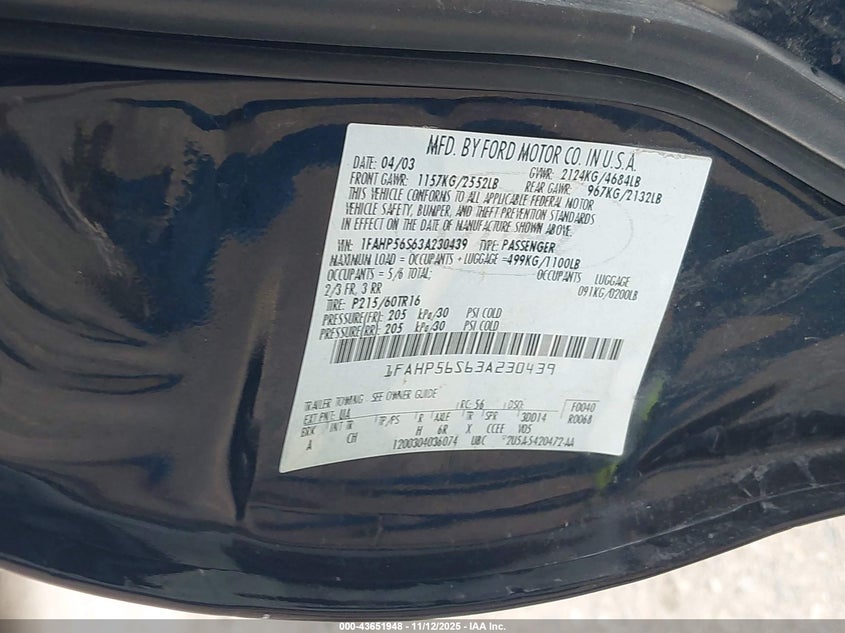 MFD. BY FORD MOTOR CO. IN U.S.A.
DATE: 04/03 GVWR: 2124KG/4684LB
FRONT GAWR: 1157KG/2552LB REAR GAWR: 967KG/2132LB
THIS VEHICLE CONFORMS TO ALL APPLICABLE FEDERAL MOTOR
VEHICLE SAFETY, BUMPER, AND THEFT PREVENTION STANDARDS
IN EFFECT ON THE DATE OF MANUFACTURE SHOWN ABOVE.
VIN: 1FAHP56S63A230439 TYPE: PASSENGER
MAXIMUM LOAD = OCCUPANTS + LUGGAGE = 499KG/1100LB
OCCUPANTS = 5/6 TOTAL: OCCUPANTS LUGGAGE
2/3 FR, 3 RR 091KG/0200LB
TIRE: P215/60TR16
PRESSURE(FR): 205 kPa/30 PSI COLD
PRESSURE(RR): 205 kPa/30 PSI COLD
1FAHP56S63A230439
TRAILER TOWING - SEE OWNER GUIDE
EXT PNT: RC: 56 DSO: F0040
BRK INT TR TP/PS R AXLE TR SPR 3DD14 R0068
A CH H 6R X CCEE VDS
1200304036074 UBC
000-43651948 - 11/12/2025 - IAA Inc.